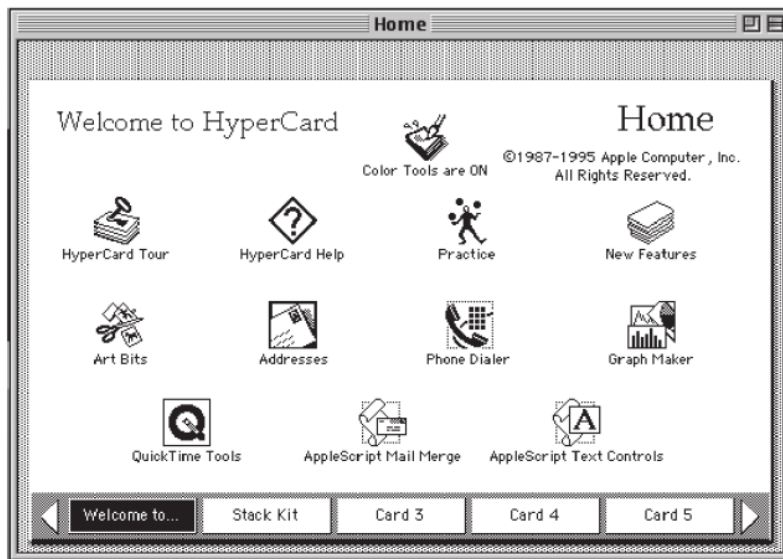 Home
Welcome to HyperCard
Home
Color Tools are ON
©1987-1995 Apple Computer, Inc.
All Rights Reserved.
HyperCard Tour
HyperCard Help
Practice
New Features
Art Bits
Addresses
Phone Dialer
Graph Maker
QuickTime Tools
AppleScript Mail Merge
A
AppleScript Text Controls
Welcome to...
Stack Kit
Card 3
Card 4
Card 5